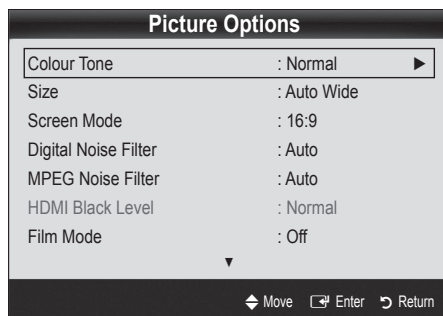 Picture Options
Colour Tone : Normal ▶
Size : Auto Wide
Screen Mode : 16:9
Digital Noise Filter : Auto
MPEG Noise Filter : Auto
HDMI Black Level : Normal
Film Mode : Off
▼
Move Enter Return